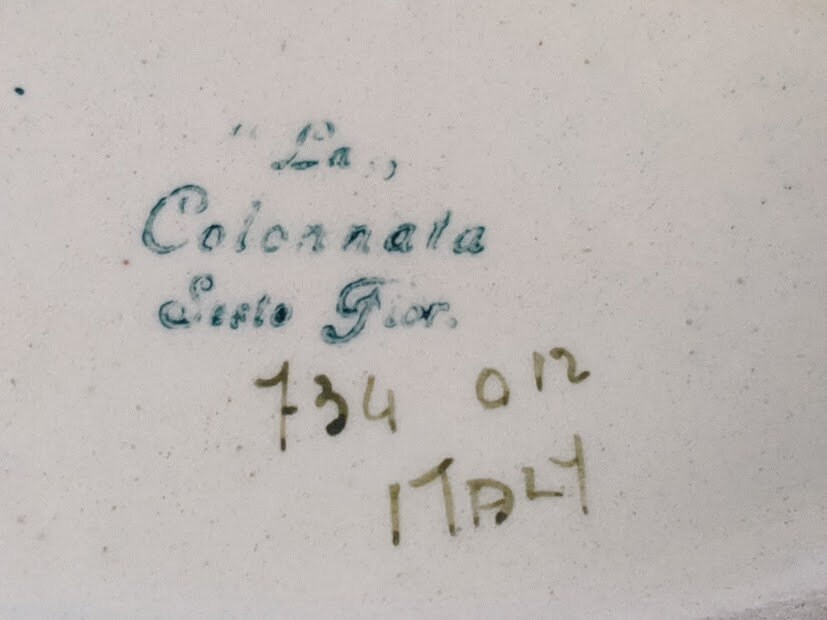 "La„
Colonnata
Sesto Fior.
734 012
ITALY